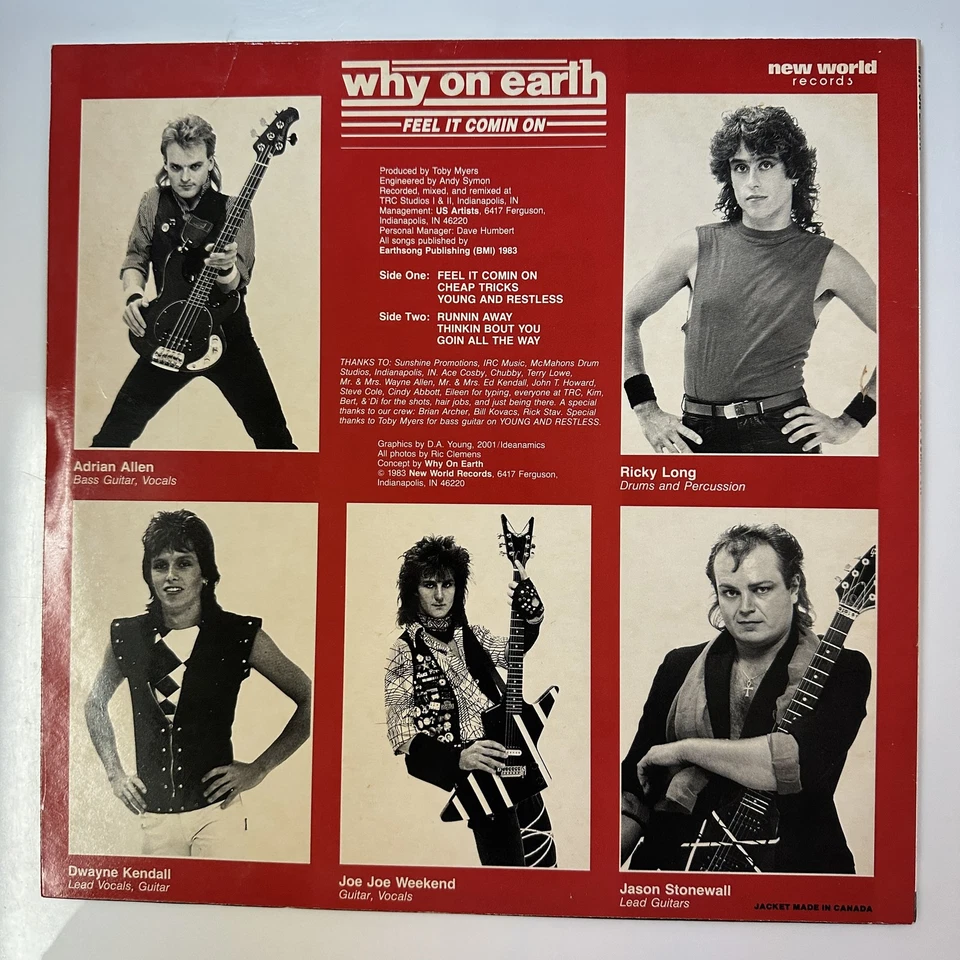 why on earth
FEEL IT COMIN ON
new world
records
Produced by Toby Myers
Engineered by Andy Symon
Recorded, mixed, and remixed at
TRC Studios I & II, Indianapolis, IN
Management: US Artists, 6417 Ferguson,
Indianapolis, IN 46220
Personal Manager: Dave Humbert
All songs published by
Earthsong Publishing (BMI) 1983
Side One: FEEL IT COMIN ON
CHEAP TRICKS
YOUNG AND RESTLESS
Side Two: RUNNIN AWAY
THINKIN BOUT YOU
GOIN ALL THE WAY
THANKS TO: Sunshine Promotions, IRC Music, McMahons Drum
Studios, Indianapolis, IN. Ace Cosby, Chubby, Terry Lowe,
Mr. & Mrs. Wayne Allen, Mr. & Mrs. Ed Kendall, John T. Howard,
Steve Cole, Cindy Abbott, Eileen for typing, everyone at TRC, Kim,
Bert, & Di for the shots, hair jobs, and just being there. A special
thanks to our crew: Brian Archer, Bill Kovacs, Rick Stav. Special
thanks to Toby Myers for bass guitar on YOUNG AND RESTLESS.
Graphics by D.A. Young, 2001/Ideanamics
All photos by Ric Clemens
Concept by Why On Earth
© 1983 New World Records, 6417 Ferguson,
Indianapolis, IN 46220
Adrian Allen
Bass Guitar, Vocals
Ricky Long
Drums and Percussion
Dwayne Kendall
Lead Vocals, Guitar
Joe Joe Weekend
Guitar, Vocals
Jason Stonewall
Lead Guitars
JACKET MADE IN CANADA